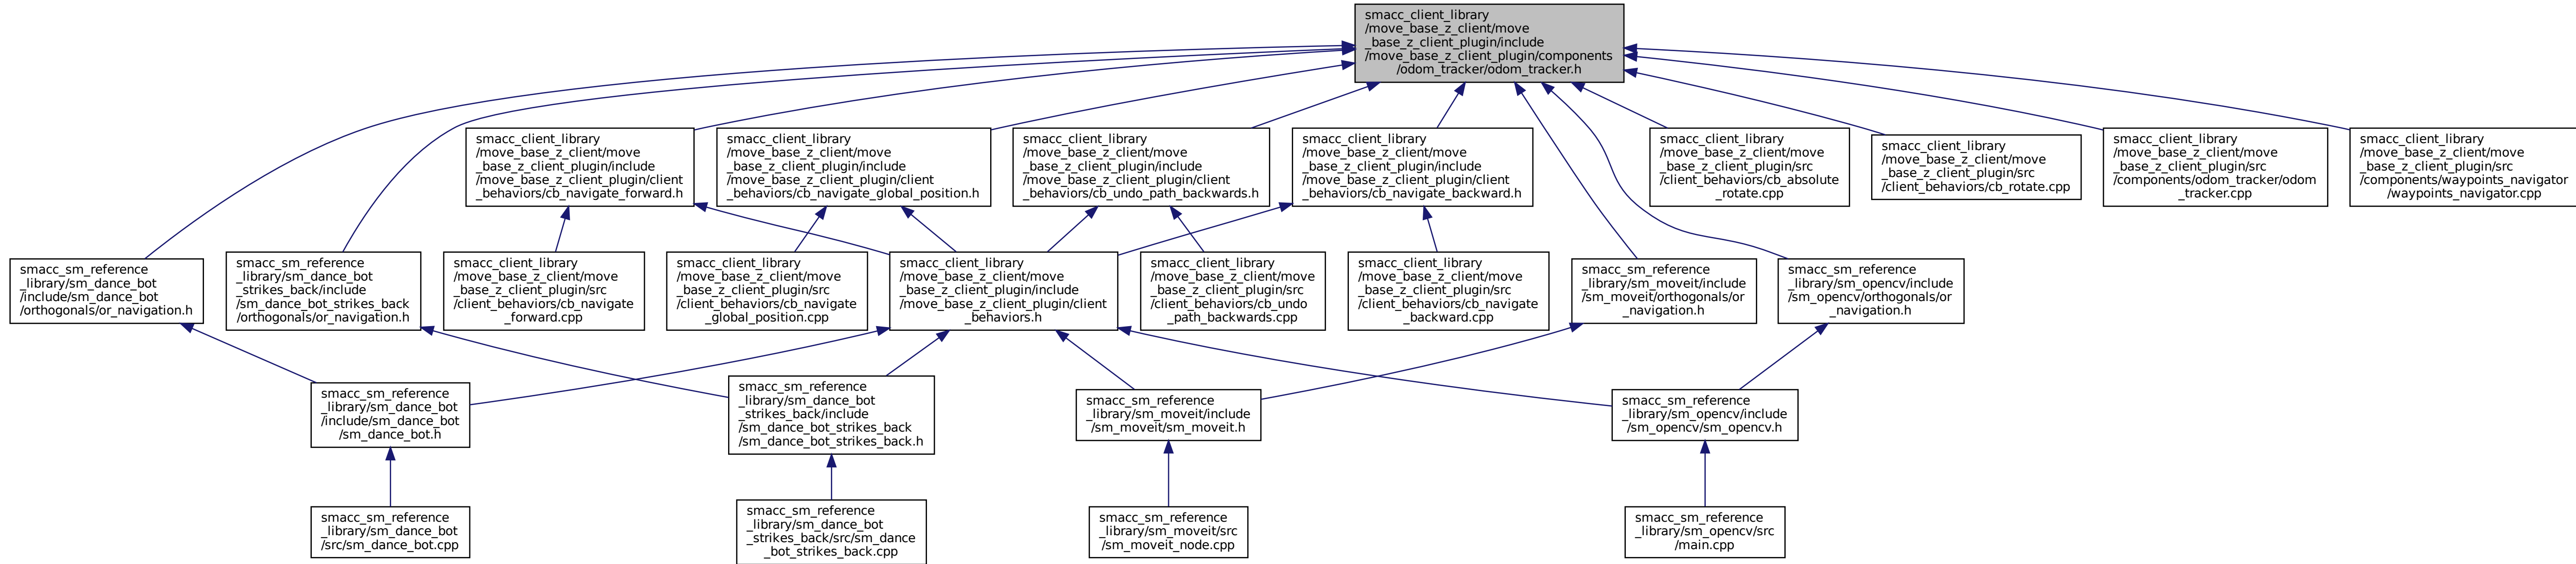 smacc_client_library
/move_base_z_client/move
_base_z_client_plugin/include
/move_base_z_client_plugin/components
/odom_tracker/odom_tracker.h
smacc_client_library
/move_base_z_client/move
_base_z_client_plugin/include
/move_base_z_client_plugin/client
_behaviors/cb_navigate_forward.h
smacc_client_library
/move_base_z_client/move
_base_z_client_plugin/include
/move_base_z_client_plugin/client
_behaviors/cb_navigate_global_position.h
smacc_client_library
/move_base_z_client/move
_base_z_client_plugin/include
/move_base_z_client_plugin/client
_behaviors/cb_undo_path_backwards.h
smacc_client_library
/move_base_z_client/move
_base_z_client_plugin/include
/move_base_z_client_plugin/client
_behaviors/cb_navigate_backward.h
smacc_client_library
/move_base_z_client/move
_base_z_client_plugin/src
/client_behaviors/cb_absolute
_rotate.cpp
smacc_client_library
/move_base_z_client/move
_base_z_client_plugin/src
/client_behaviors/cb_rotate.cpp
smacc_client_library
/move_base_z_client/move
_base_z_client_plugin/src
/components/odom_tracker/odom
_tracker.cpp
smacc_client_library
/move_base_z_client/move
_base_z_client_plugin/src
/components/waypoints_navigator
/waypoints_navigator.cpp
smacc_sm_reference
_library/sm_dance_bot
/include/sm_dance_bot
/orthogonals/or_navigation.h
smacc_sm_reference
_library/sm_dance_bot
_strikes_back/include
/sm_dance_bot_strikes_back
/orthogonals/or_navigation.h
smacc_client_library
/move_base_z_client/move
_base_z_client_plugin/src
/client_behaviors/cb_navigate
_forward.cpp
smacc_client_library
/move_base_z_client/move
_base_z_client_plugin/src
/client_behaviors/cb_navigate
_global_position.cpp
smacc_client_library
/move_base_z_client/move
_base_z_client_plugin/include
/move_base_z_client_plugin/client
_behaviors.h
smacc_client_library
/move_base_z_client/move
_base_z_client_plugin/src
/client_behaviors/cb_undo
_path_backwards.cpp
smacc_client_library
/move_base_z_client/move
_base_z_client_plugin/src
/client_behaviors/cb_navigate
_backward.cpp
smacc_sm_reference
_library/sm_moveit/include
/sm_moveit/orthogonals/or
_navigation.h
smacc_sm_reference
_library/sm_opencv/include
/sm_opencv/orthogonals/or
_navigation.h
smacc_sm_reference
_library/sm_dance_bot
/include/sm_dance_bot
/sm_dance_bot.h
smacc_sm_reference
_library/sm_dance_bot
_strikes_back/include
/sm_dance_bot_strikes_back
/sm_dance_bot_strikes_back.h
smacc_sm_reference
_library/sm_moveit/include
/sm_moveit/sm_moveit.h
smacc_sm_reference
_library/sm_opencv/include
/sm_opencv/sm_opencv.h
smacc_sm_reference
_library/sm_dance_bot
/src/sm_dance_bot.cpp
smacc_sm_reference
_library/sm_dance_bot
_strikes_back/src/sm_dance
_bot_strikes_back.cpp
smacc_sm_reference
_library/sm_moveit/src
/sm_moveit_node.cpp
smacc_sm_reference
_library/sm_opencv/src
/main.cpp